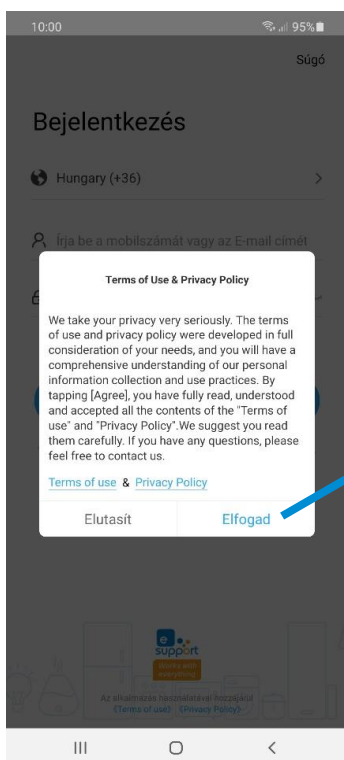 10:00 95%
Súgó
Bejelentkezés
Hungary (+36)
Írja be a mobilszámát vagy az E-mail címét
Terms of Use & Privacy Policy
We take your privacy very seriously. The terms
of use and privacy policy were developed in full
consideration of your needs, and you will have a
comprehensive understanding of our personal
information collection and use practices. By
tapping [Agree], you have fully read, understood
and accepted all the contents of the "Terms of
use" and "Privacy Policy".We suggest you read
them carefully. If you have any questions, please
feel free to contact us.
Terms of use & Privacy Policy
Elutasít Elfogad
e
support
Az alkalmazás használatával hozzájárul
(Terms of use) (Privacy Policy)